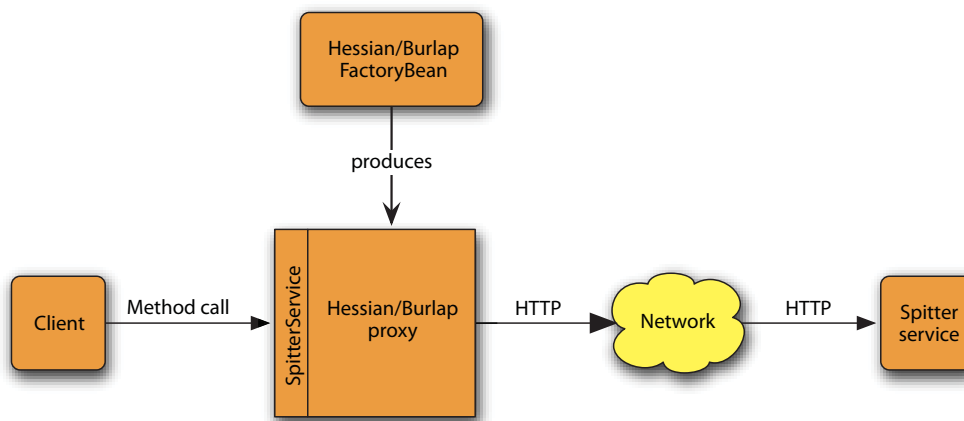 Hessian/Burlap
FactoryBean
produces
Client
Method call
SpitterService
Hessian/Burlap
proxy
HTTP
Network
HTTP
Spitter
service